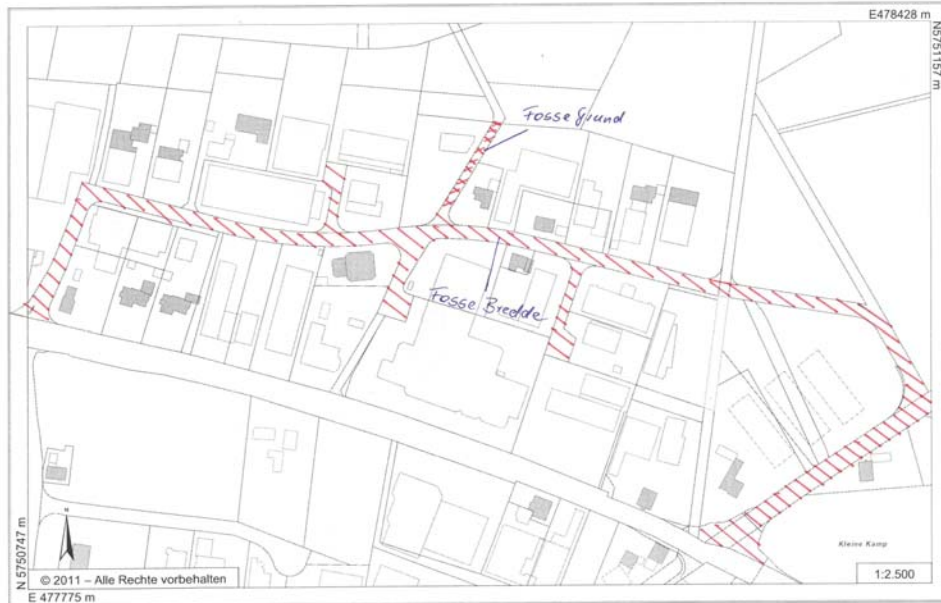 E478428 m
N5751157 m
Fosse Grund
Fosse Bredde
Kleine Kamp
N
N 5750747 m
© 2011 – Alle Rechte vorbehalten
1:2.500
E 477775 m